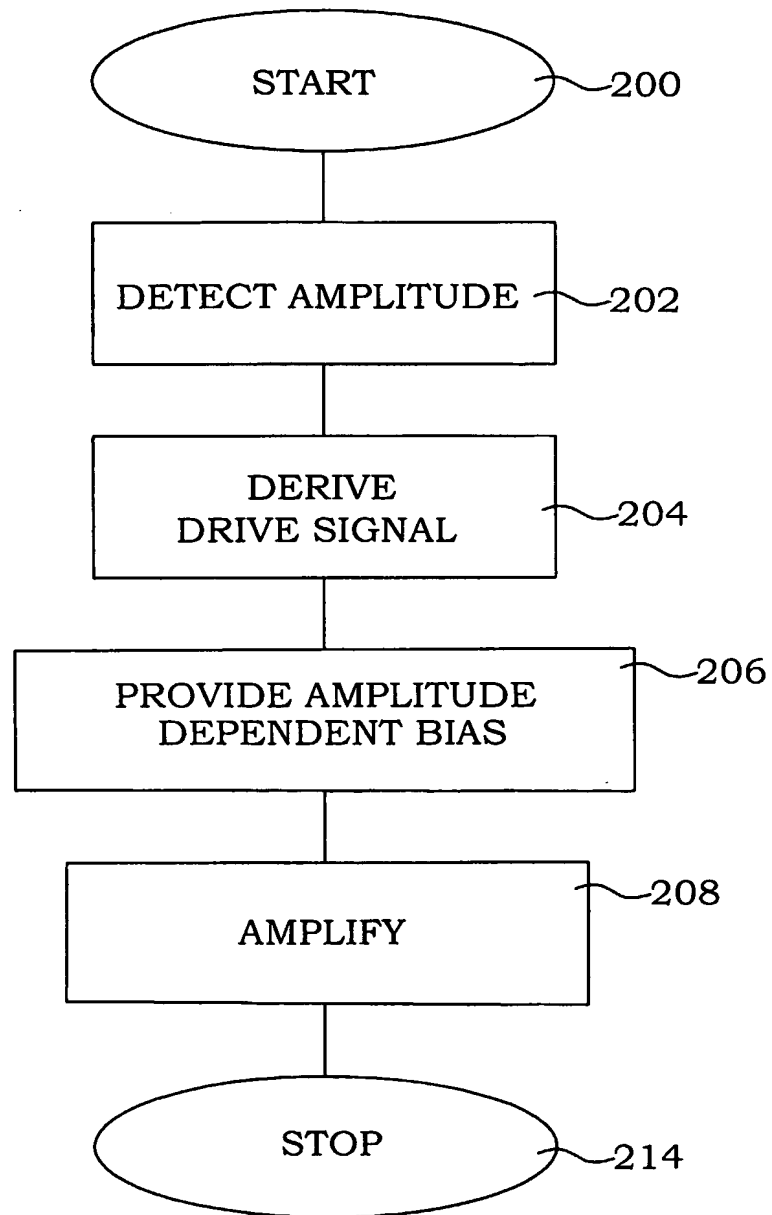 START
200
DETECT AMPLITUDE
202
DERIVE
DRIVE SIGNAL
204
PROVIDE AMPLITUDE
DEPENDENT BIAS
206
AMPLIFY
208
STOP
214